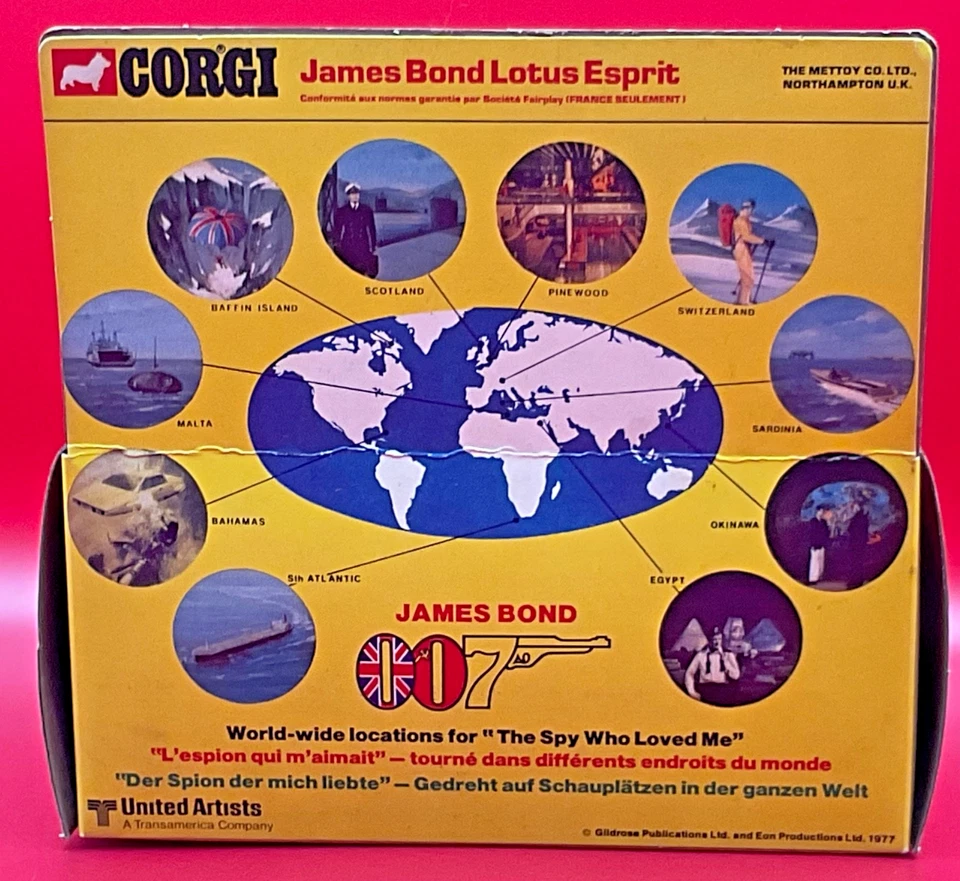 CORGI®
James Bond Lotus Esprit
Conformité aux normes garantie par Société Fairplay (FRANCE SEULEMENT)
THE METTOY CO. LTD.,
NORTHAMPTON U.K.
BAFFIN ISLAND
SCOTLAND
PINEWOOD
SWITZERLAND
MALTA
SARDINIA
BAHAMAS
OKINAWA
Sth ATLANTIC
EGYPT
JAMES BOND
007
World-wide locations for "The Spy Who Loved Me"
"L'espion qui m'aimait" — tourné dans différents endroits du monde
"Der Spion der mich liebte" — Gedreht auf Schauplätzen in der ganzen Welt
United Artists
A Transamerica Company
© Gildrose Publications Ltd. and Eon Productions Ltd. 1977